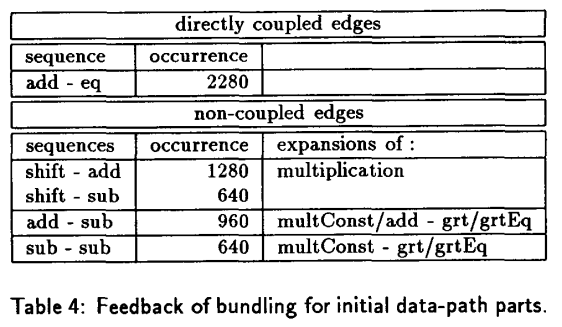 directly coupled edges
sequence occurrence
add - eq 2280
non-coupled edges
sequences occurrence expansions of :
shift - add 1280 multiplication
shift - sub 640
add - sub 960 multConst/add - grt/grtEq
sub - sub 640 multConst - grt/grtEq
Table 4: Feedback of bundling for initial data-path parts.